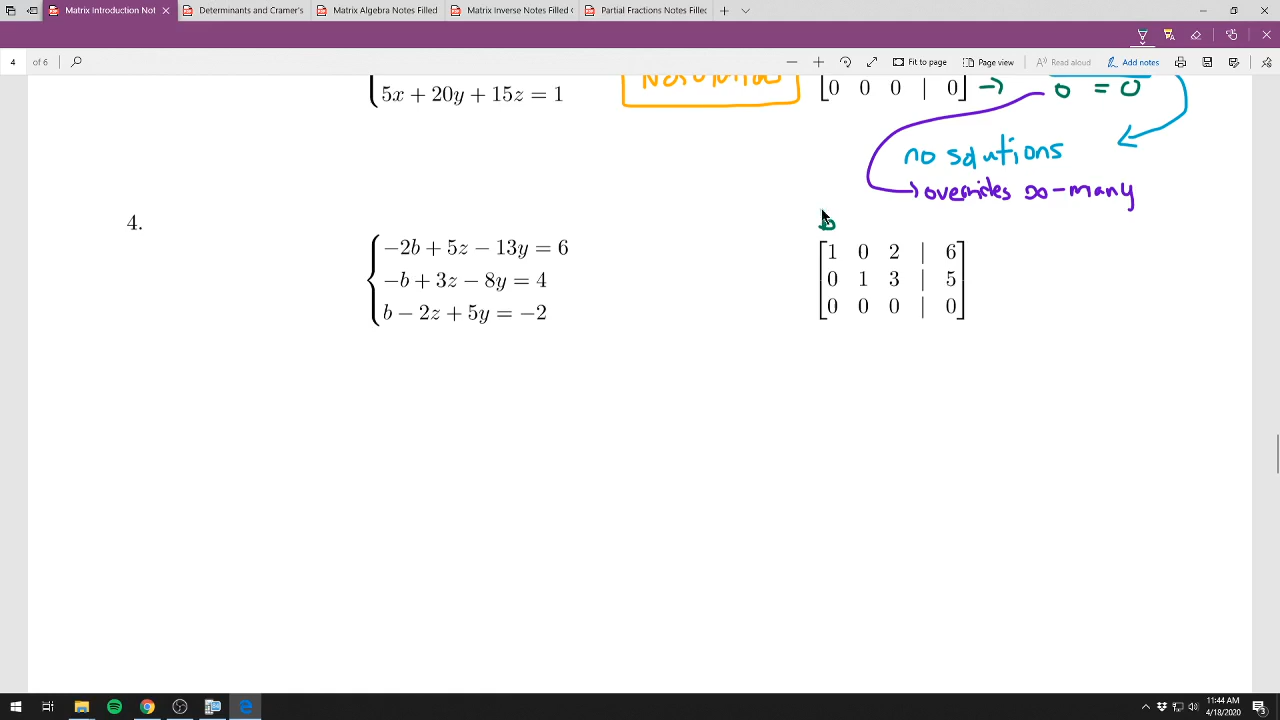 Matrix Introduction Not
Determinants and Cramer's
Matrix Algebra Notes Filled
Matrix Inverse Notes Filled
Partial Fractions Notes Filled
4 of 6
Fit to page
Page view
Read aloud
Add notes
5x + 20y + 15z = 1
No solution
[0 0 0 | 0] → 0 = 0
no solutions
→ overrides ∞-many
4.
b
−2b + 5z − 13y = 6
−b + 3z − 8y = 4
b − 2z + 5y = −2
1 0 2 | 6
0 1 3 | 5
0 0 0 | 0
11:44 AM
4/18/2020